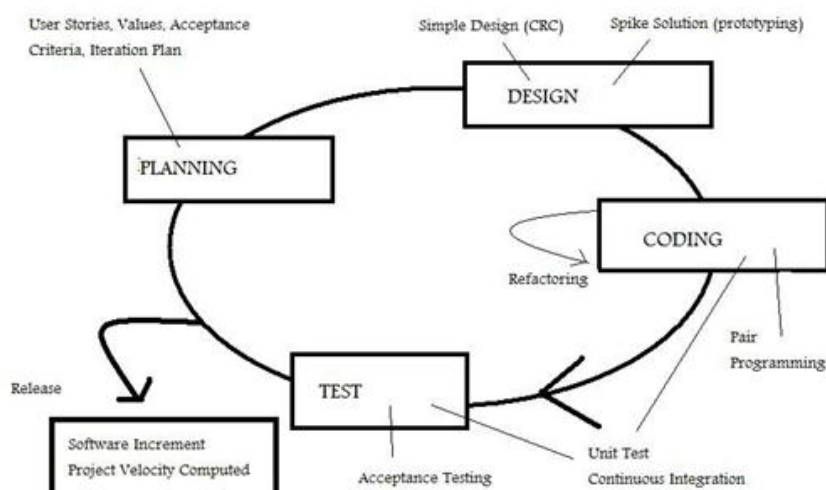 User Stories, Values, Acceptance
Criteria, Iteration Plan
Simple Design (CRC)
Spike Solution (prototyping)
DESIGN
PLANNING
CODING
Refactoring
Pair
Programming
Release
TEST
Software Increment
Project Velocity Computed
Acceptance Testing
Unit Test
Continuous Integration